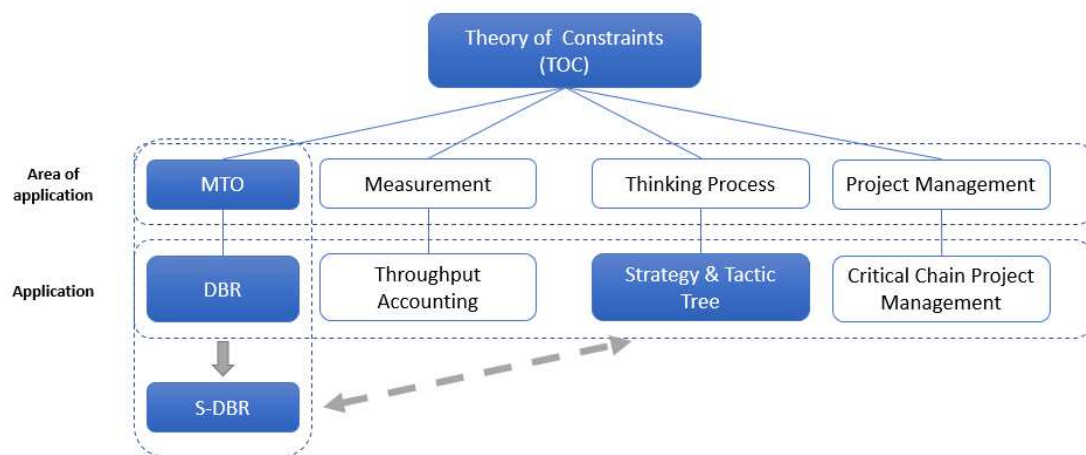 Theory of Constraints
(TOC)
Area of
application
MTO
Measurement
Thinking Process
Project Management
Application
DBR
Throughput
Accounting
Strategy & Tactic
Tree
Critical Chain Project
Management
S-DBR